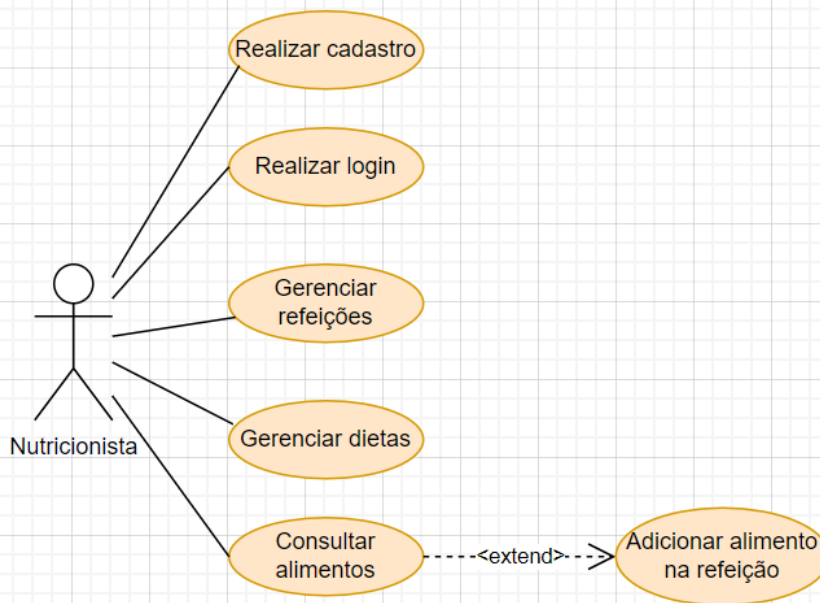 Realizar cadastro
Realizar login
Gerenciar
refeições
Nutricionista
Gerenciar dietas
Consultar
alimentos
<extend>
Adicionar alimento
na refeição